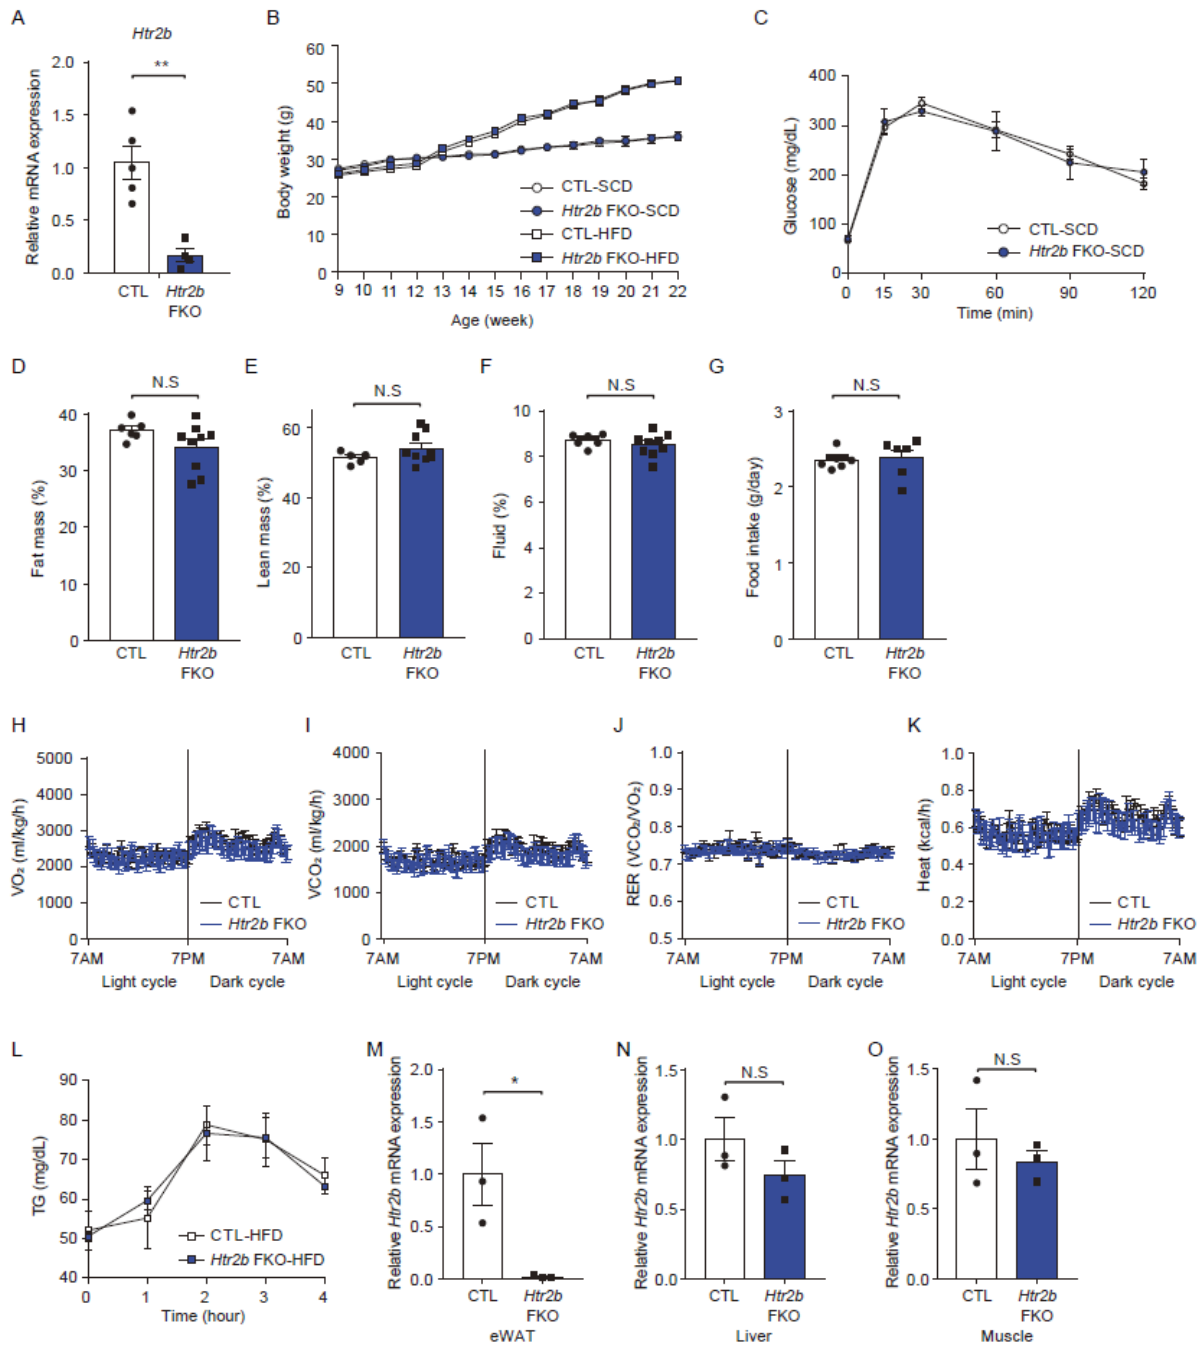 A
Htr2b
Relative mRNA expression
2.0
1.5
1.0
0.5
0.0
**
CTL
Htr2b
FKO
B
Body weight (g)
60
50
40
30
20
10
0
CTL-SCD
Htr2b FKO-SCD
CTL-HFD
Htr2b FKO-HFD
9 10 11 12 13 14 15 16 17 18 19 20 21 22
Age (week)
C
Glucose (mg/dL)
400
300
200
100
0
CTL-SCD
Htr2b FKO-SCD
0 15 30 60 90 120
Time (min)
D
N.S
Fat mass (%)
40
30
20
10
0
CTL
Htr2b
FKO
E
N.S
Lean mass (%)
60
40
20
0
CTL
Htr2b
FKO
F
N.S
Fluid (%)
10
8
6
4
2
0
CTL
Htr2b
FKO
G
N.S
Food intake (g/day)
3
2
1
0
CTL
Htr2b
FKO
H
VO₂ (ml/kg/h)
5000
4000
3000
2000
1000
0
CTL
Htr2b FKO
7AM 7PM 7AM
Light cycle Dark cycle
I
VCO₂ (ml/kg/h)
4000
3000
2000
1000
0
CTL
Htr2b FKO
7AM 7PM 7AM
Light cycle Dark cycle
J
RER (VCO₂/VO₂)
1.0
0.9
0.8
0.7
0.6
0.5
CTL
Htr2b FKO
7AM 7PM 7AM
Light cycle Dark cycle
K
Heat (kcal/h)
1.0
0.8
0.6
0.4
0.2
0.0
CTL
Htr2b FKO
7AM 7PM 7AM
Light cycle Dark cycle
L
TG (mg/dL)
90
80
70
60
50
40
CTL-HFD
Htr2b FKO-HFD
0 1 2 3 4
Time (hour)
M
Relative Htr2b mRNA expression
2.0
1.5
1.0
0.5
0.0
*
CTL
Htr2b
FKO
eWAT
N
Relative Htr2b mRNA expression
1.5
1.0
0.5
0.0
N.S
CTL
Htr2b
FKO
Liver
O
Relative Htr2b mRNA expression
1.5
1.0
0.5
0.0
N.S
CTL
Htr2b
FKO
Muscle